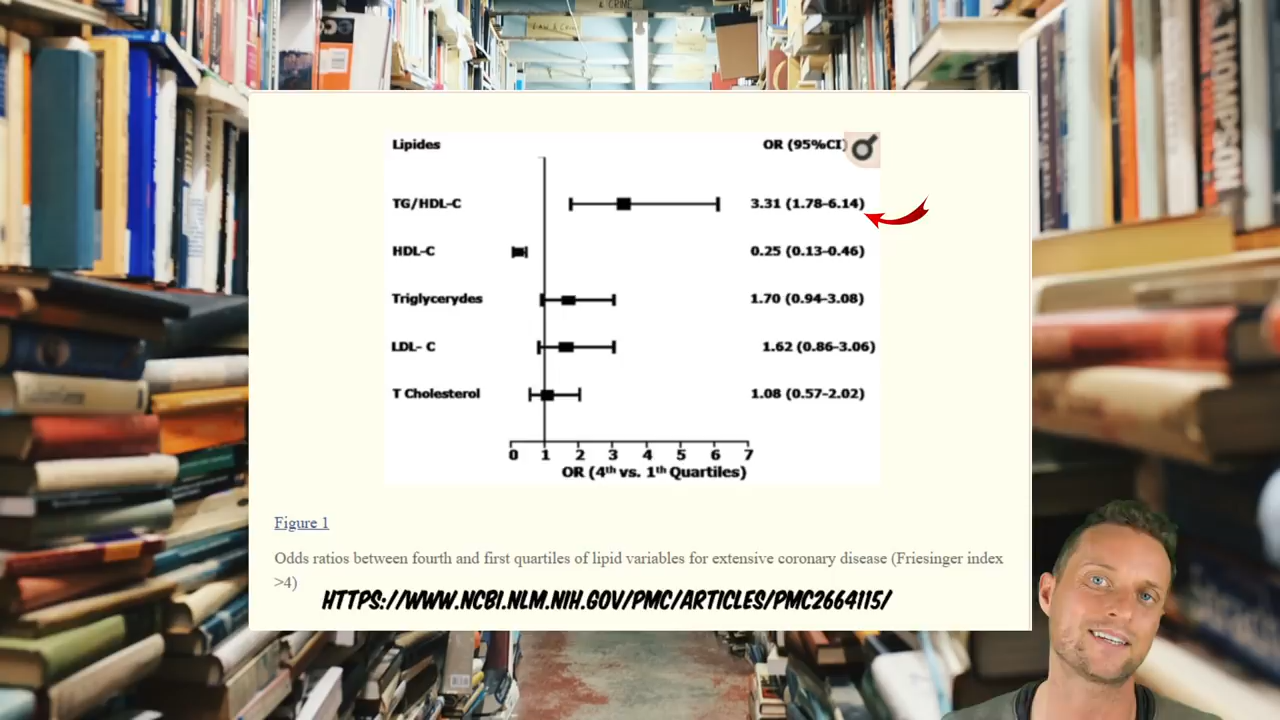 & CRINE
LAW & CRIME
THOMPSON
Lipides OR (95%CI)
TG/HDL-C 3.31 (1.78-6.14)
HDL-C 0.25 (0.13-0.46)
Triglycerydes 1.70 (0.94-3.08)
LDL- C 1.62 (0.86-3.06)
T Cholesterol 1.08 (0.57-2.02)
0 1 2 3 4 5 6 7
OR (4th vs. 1th Quartiles)
Figure 1
Odds ratios between fourth and first quartiles of lipid variables for extensive coronary disease (Friesinger index
>4)
HTTPS://WWW.NCBI.NLM.NIH.GOV/PMC/ARTICLES/PMC2664115/